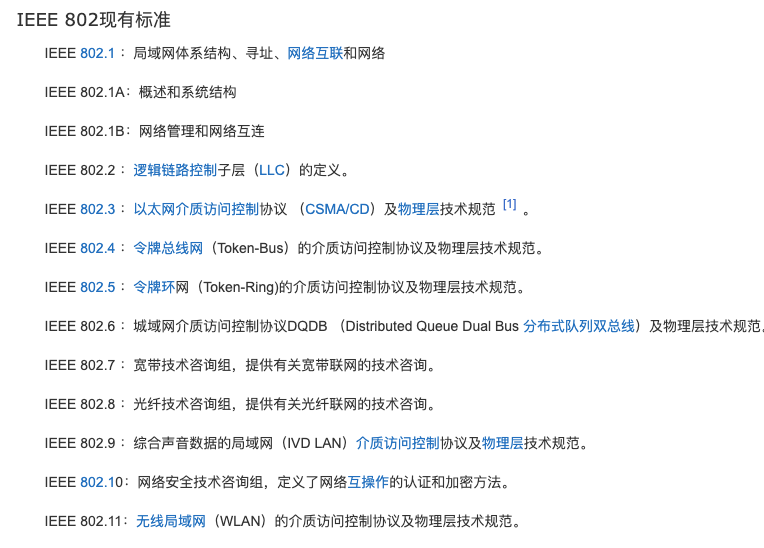 IEEE 802现有标准
IEEE 802.1 ：局域网体系结构、寻址、网络互联和网络
IEEE 802.1A：概述和系统结构
IEEE 802.1B：网络管理和网络互连
IEEE 802.2 ：逻辑链路控制子层（LLC）的定义。
IEEE 802.3 ：以太网介质访问控制协议 （CSMA/CD）及物理层技术规范 [1] 。
IEEE 802.4 ：令牌总线网（Token-Bus）的介质访问控制协议及物理层技术规范。
IEEE 802.5 ：令牌环网（Token-Ring)的介质访问控制协议及物理层技术规范。
IEEE 802.6 ：城域网介质访问控制协议DQDB （Distributed Queue Dual Bus 分布式队列双总线）及物理层技术规范.
IEEE 802.7 ：宽带技术咨询组，提供有关宽带联网的技术咨询。
IEEE 802.8 ：光纤技术咨询组，提供有关光纤联网的技术咨询。
IEEE 802.9 ：综合声音数据的局域网（IVD LAN）介质访问控制协议及物理层技术规范。
IEEE 802.10：网络安全技术咨询组，定义了网络互操作的认证和加密方法。
IEEE 802.11：无线局域网（WLAN）的介质访问控制协议及物理层技术规范。